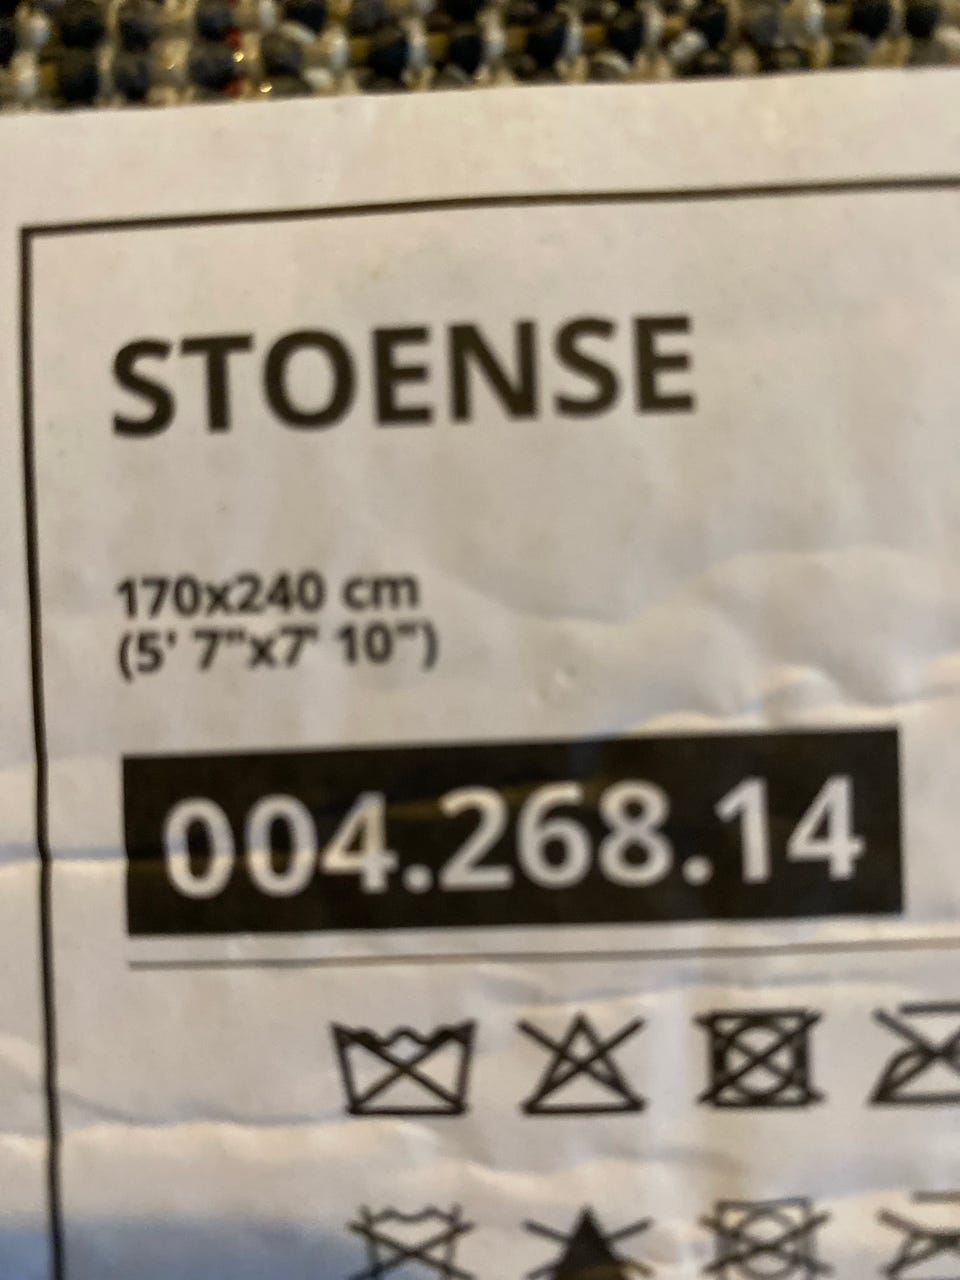 STOENSE
170x240 cm
(5' 7"x7' 10")
004.268.14